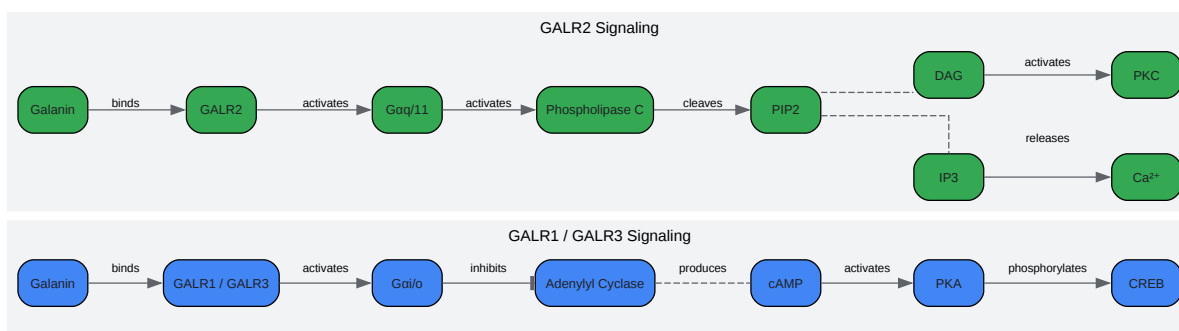 GALR2 Signaling
DAG
activates
PKC
Galanin
binds
GALR2
activates
Gαq/11
activates
Phospholipase C
cleaves
PIP2
releases
IP3
Ca²⁺
GALR1 / GALR3 Signaling
Galanin
binds
GALR1 / GALR3
activates
Gαi/o
inhibits
Adenylyl Cyclase
produces
cAMP
activates
PKA
phosphorylates
CREB